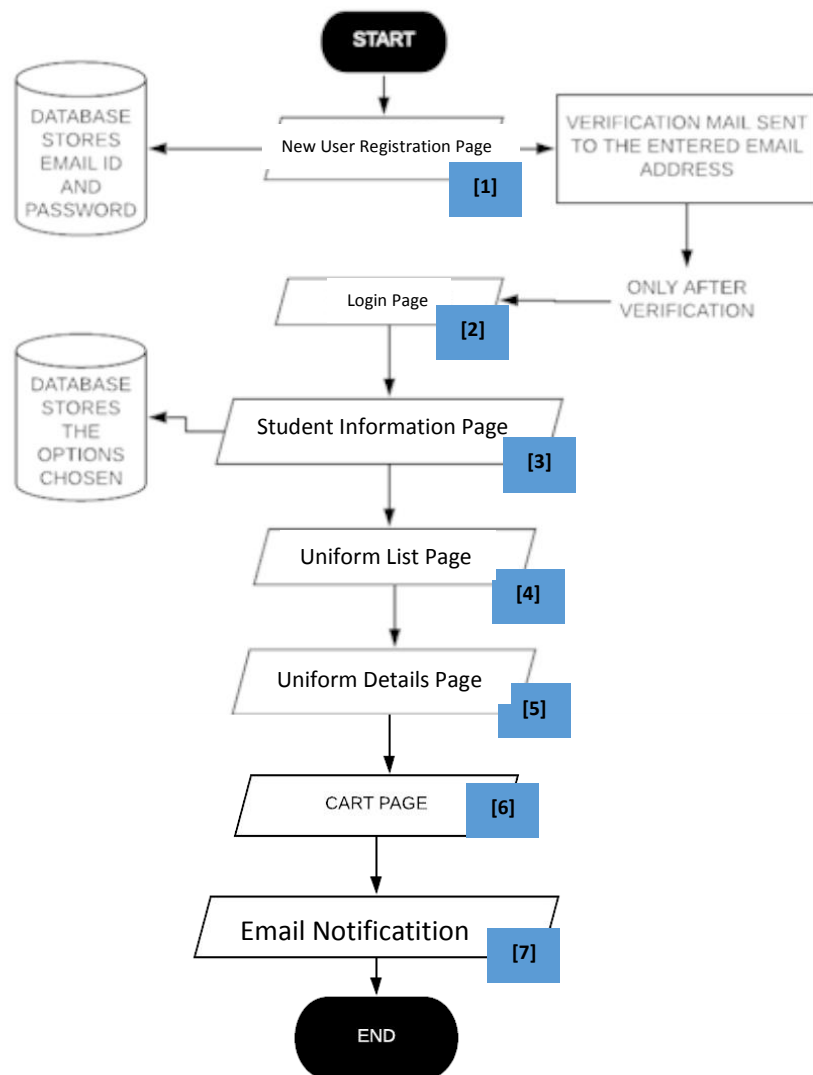 START
DATABASE
STORES
EMAIL ID
AND
PASSWORD
New User Registration Page
[1]
VERIFICATION MAIL SENT
TO THE ENTERED EMAIL
ADDRESS
ONLY AFTER
VERIFICATION
Login Page
[2]
DATABASE
STORES
THE
OPTIONS
CHOSEN
Student Information Page
[3]
Uniform List Page
[4]
Uniform Details Page
[5]
CART PAGE
[6]
Email Notificatition
[7]
END